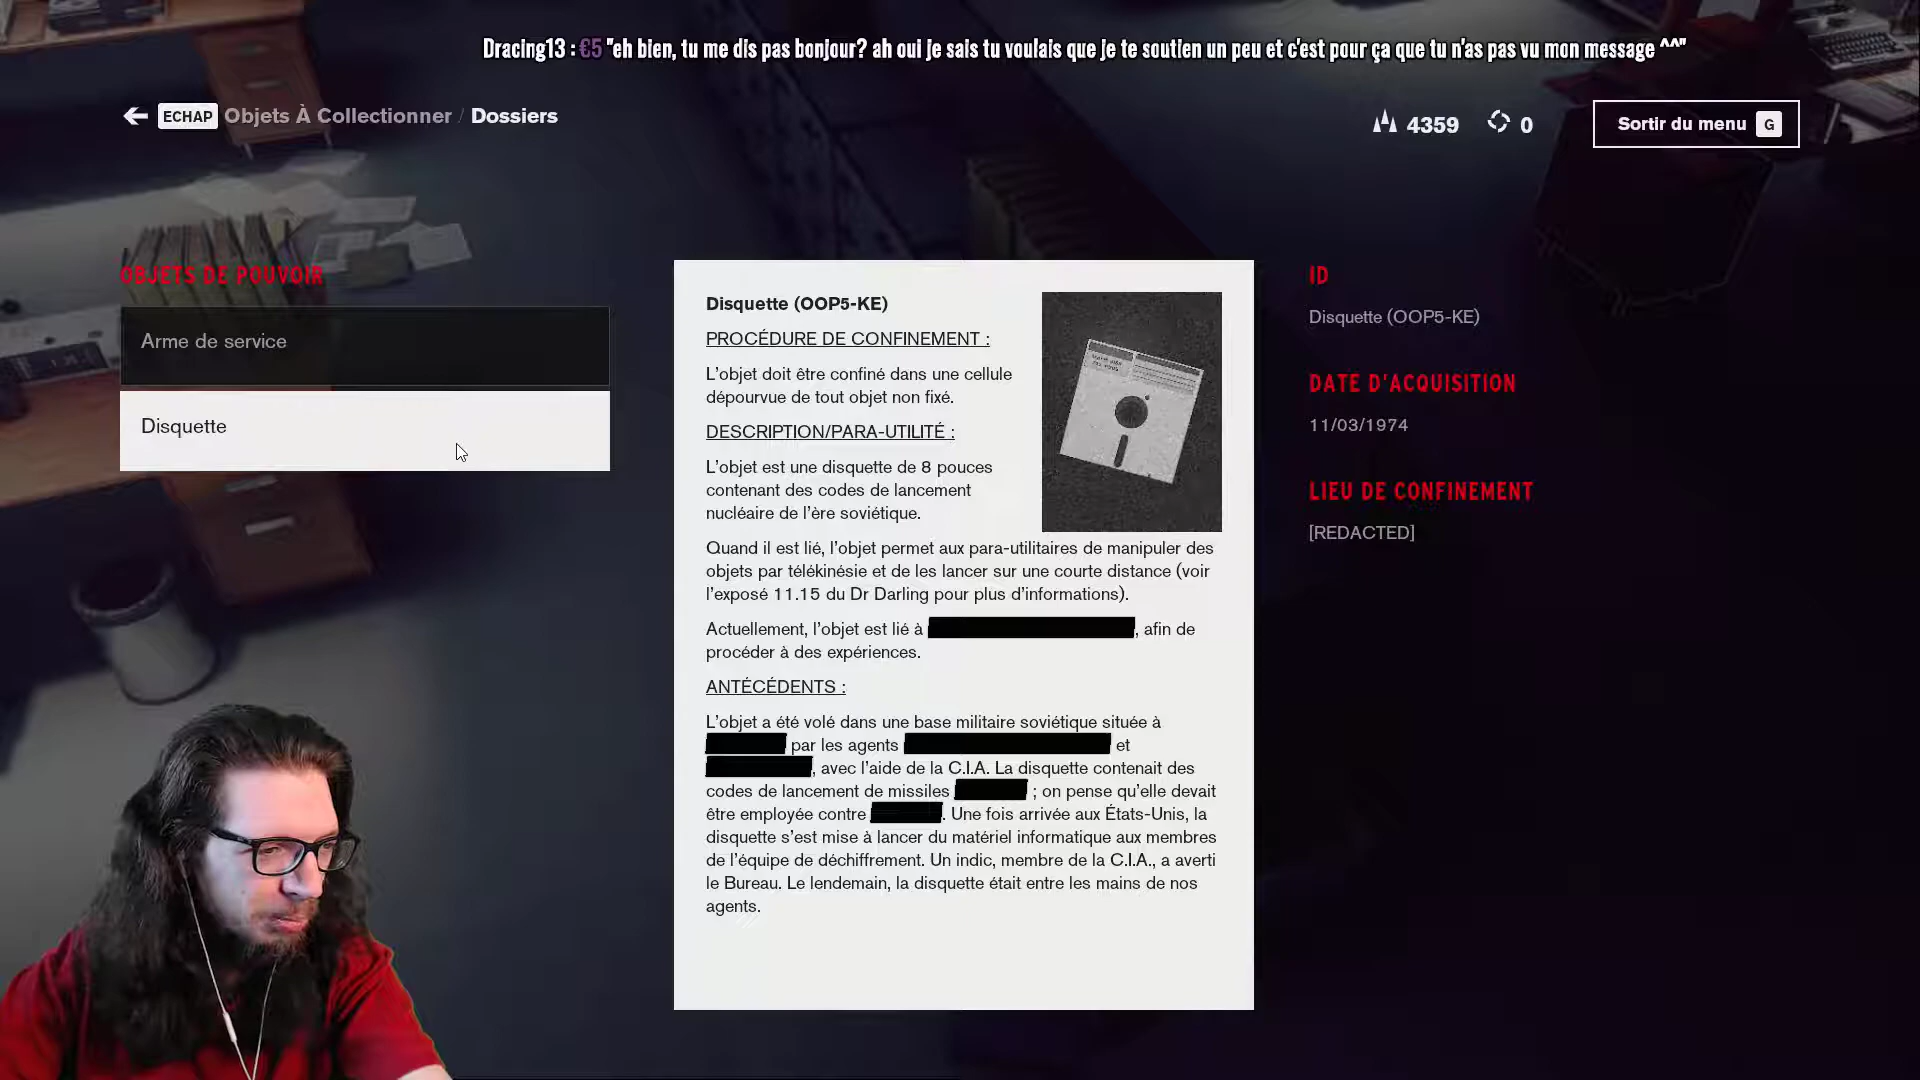 Dracing13 : €5 "eh bien, tu me dis pas bonjour? ah oui je sais tu voulais que je te soutien un peu et c'est pour ça que tu n'as pas vu mon message ^^"
ECHAP Objets À Collectionner / Dossiers
4359 0
Sortir du menu G
OBJETS DE POUVOIR
Arme de service
Disquette
Disquette (OOP5-KE)
PROCÉDURE DE CONFINEMENT :
L'objet doit être confiné dans une cellule
dépourvue de tout objet non fixé.
DESCRIPTION/PARA-UTILITÉ :
L'objet est une disquette de 8 pouces
contenant des codes de lancement
nucléaire de l'ère soviétique.
Quand il est lié, l'objet permet aux para-utilitaires de manipuler des
objets par télékinésie et de les lancer sur une courte distance (voir
l'exposé 11.15 du Dr Darling pour plus d'informations).
Actuellement, l'objet est lié à , afin de
procéder à des expériences.
ANTÉCÉDENTS :
L'objet a été volé dans une base militaire soviétique située à
par les agents et
, avec l'aide de la C.I.A. La disquette contenait des
codes de lancement de missiles ; on pense qu'elle devait
être employée contre . Une fois arrivée aux États-Unis, la
disquette s'est mise à lancer du matériel informatique aux membres
de l'équipe de déchiffrement. Un indic, membre de la C.I.A., a averti
le Bureau. Le lendemain, la disquette était entre les mains de nos
agents.
ID
Disquette (OOP5-KE)
DATE D'ACQUISITION
11/03/1974
LIEU DE CONFINEMENT
[REDACTED]